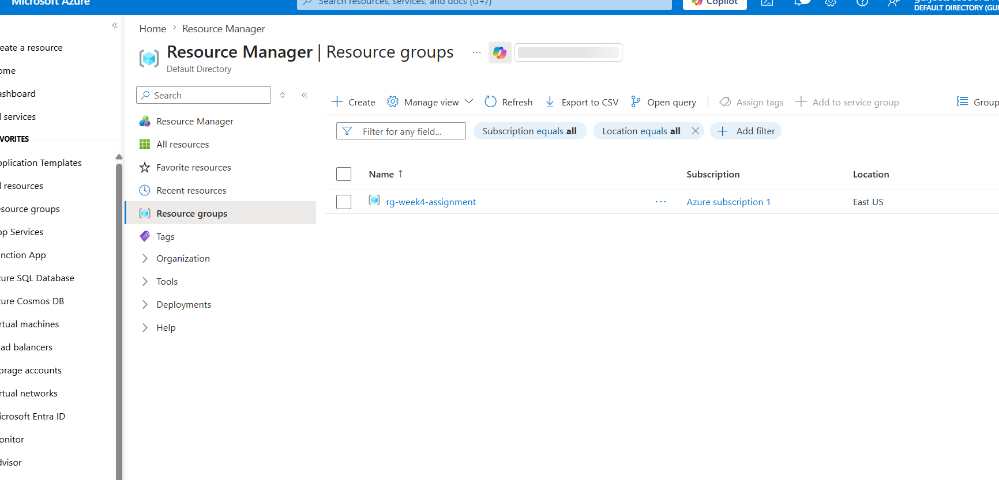 Microsoft Azure
Search resources, services, and docs (G+/)
Copilot
DEFAULT DIRECTORY (GU
Home > Resource Manager
Resource Manager | Resource groups ...
Default Directory
eate a resource
ome
ashboard
l services
VORITES
pplication Templates
l resources
esource groups
pp Services
nction App
zure SQL Database
zure Cosmos DB
rtual machines
ad balancers
orage accounts
rtual networks
icrosoft Entra ID
onitor
dvisor
Search
Resource Manager
All resources
Favorite resources
Recent resources
Resource groups
Tags
Organization
Tools
Deployments
Help
Create Manage view Refresh Export to CSV Open query Assign tags Add to service group Group
Filter for any field... Subscription equals all Location equals all Add filter
Name ↑ Subscription Location
rg-week4-assignment ... Azure subscription 1 East US